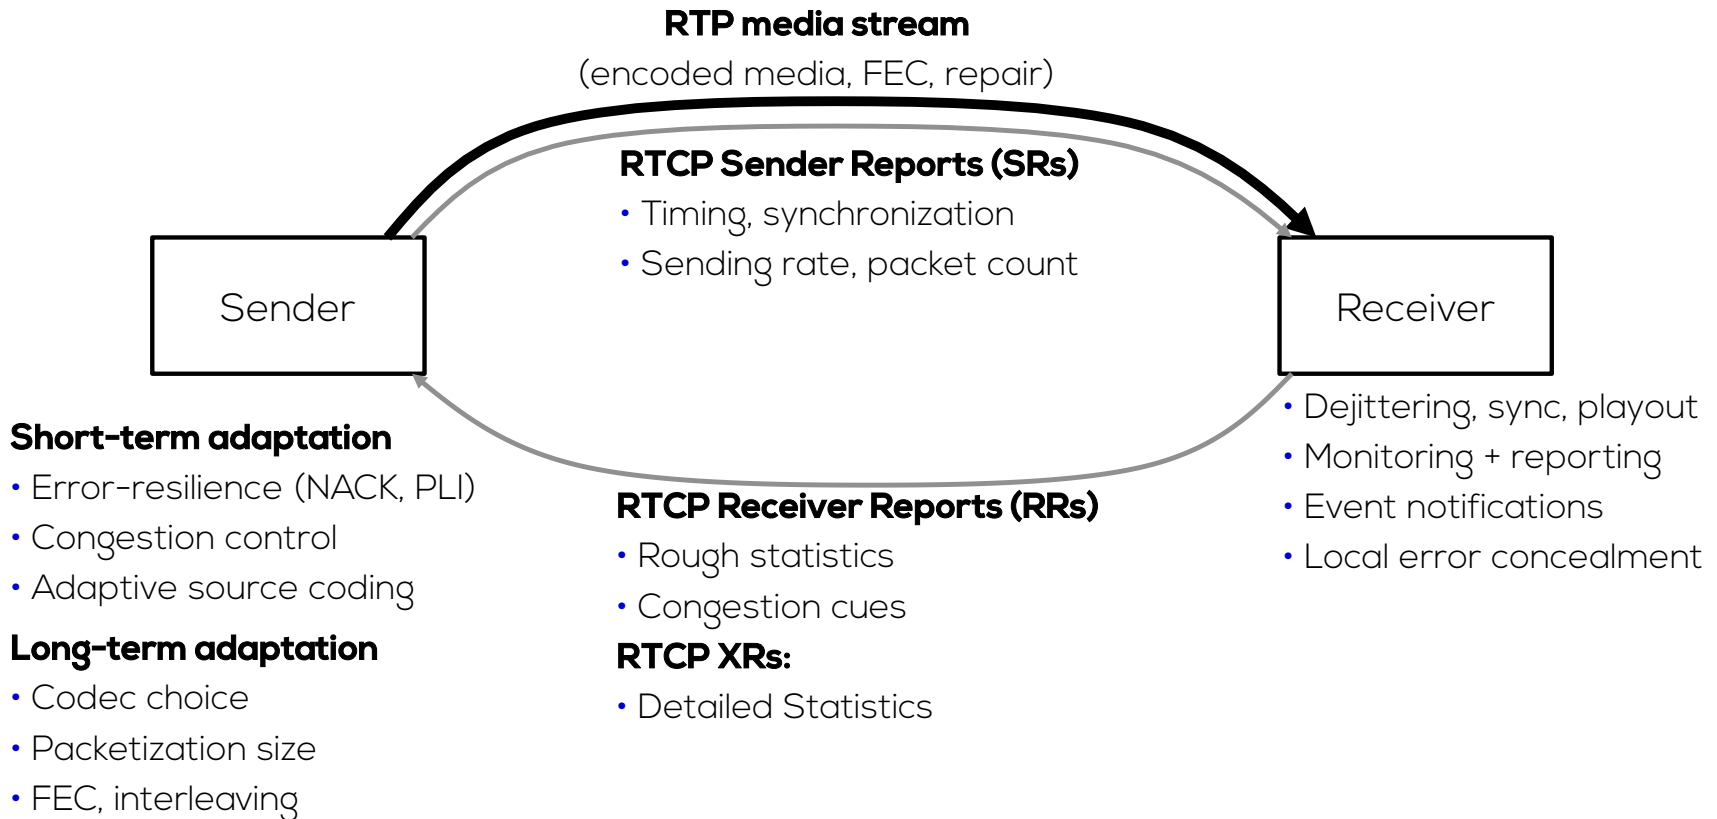 RTP media stream
(encoded media, FEC, repair)
RTCP Sender Reports (SRs)
• Timing, synchronization
• Sending rate, packet count
Sender
Receiver
Short-term adaptation
• Error-resilience (NACK, PLI)
• Congestion control
• Adaptive source coding
Long-term adaptation
• Codec choice
• Packetization size
• FEC, interleaving
RTCP Receiver Reports (RRs)
• Rough statistics
• Congestion cues
RTCP XRs:
• Detailed Statistics
• Dejittering, sync, playout
• Monitoring + reporting
• Event notifications
• Local error concealment